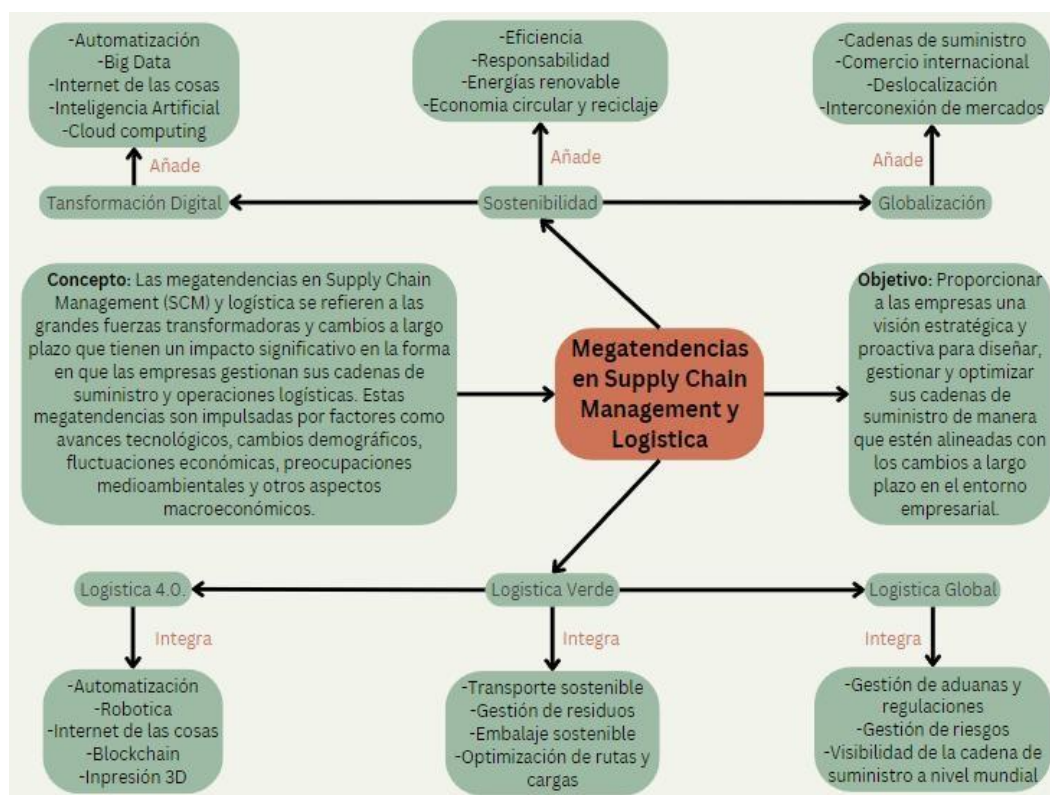 -Automatización
-Big Data
-Internet de las cosas
-Inteligencia Artificial
-Cloud computing
-Eficiencia
-Responsabilidad
-Energías renovable
-Economia circular y reciclaje
-Cadenas de suministro
-Comercio internacional
-Deslocalización
-Interconexión de mercados
Añade
Añade
Añade
Tansformación Digital
Sostenibilidad
Globalización
Concepto: Las megatendencias en Supply Chain
Management (SCM) y logística se refieren a las
grandes fuerzas transformadoras y cambios a largo
plazo que tienen un impacto significativo en la forma
en que las empresas gestionan sus cadenas de
suministro y operaciones logísticas. Estas
megatendencias son impulsadas por factores como
avances tecnológicos, cambios demográficos,
fluctuaciones económicas, preocupaciones
medioambientales y otros aspectos
macroeconómicos.
Megatendencias
en Supply Chain
Management y
Logistica
Objetivo: Proporcionar
a las empresas una
visión estratégica y
proactiva para diseñar,
gestionar y optimizar
sus cadenas de
suministro de manera
que estén alineadas con
los cambios a largo
plazo en el entorno
empresarial.
Logistica 4.0.
Logistica Verde
Logistica Global
Integra
Integra
Integra
-Automatización
-Robotica
-Internet de las cosas
-Blockchain
-Inpresión 3D
-Transporte sostenible
-Gestión de residuos
-Embalaje sostenible
-Optimización de rutas y
cargas
-Gestión de aduanas y
regulaciones
-Gestión de riesgos
-Visibilidad de la cadena de
suministro a nivel mundial